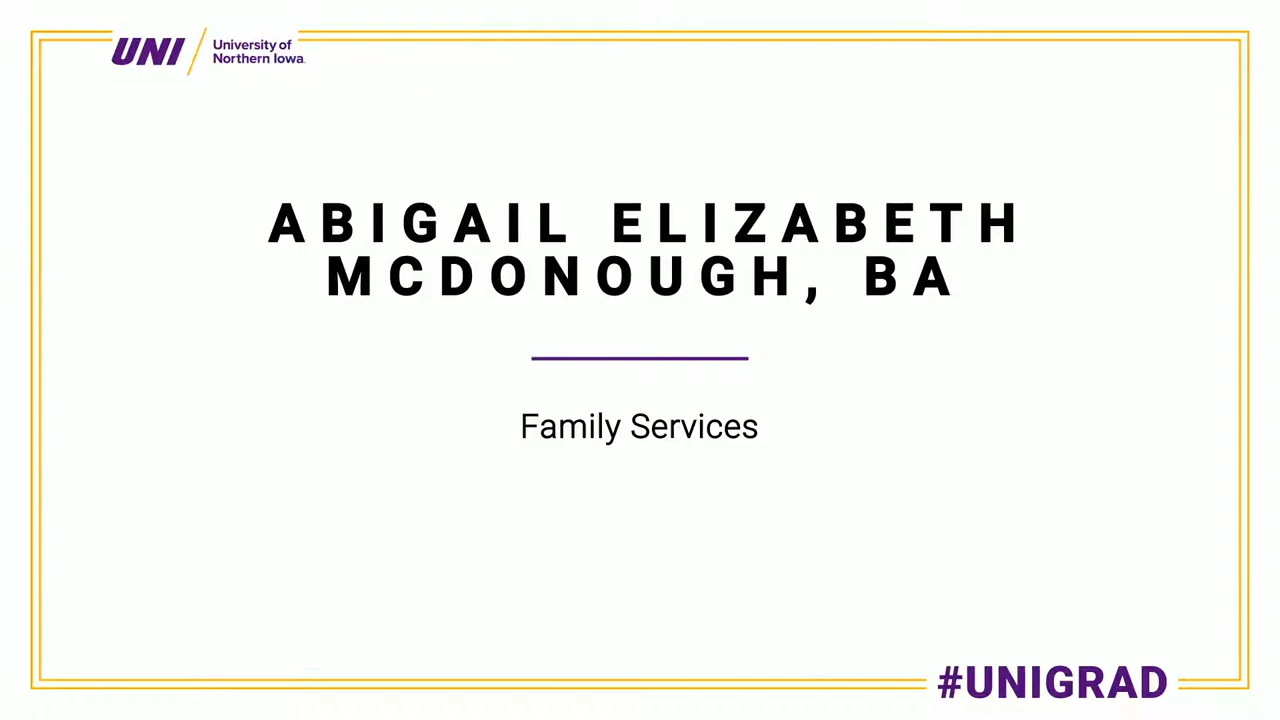 UNI
University of
Northern Iowa
ABIGAIL ELIZABETH
MCDONOUGH, BA
Family Services
#UNIGRAD